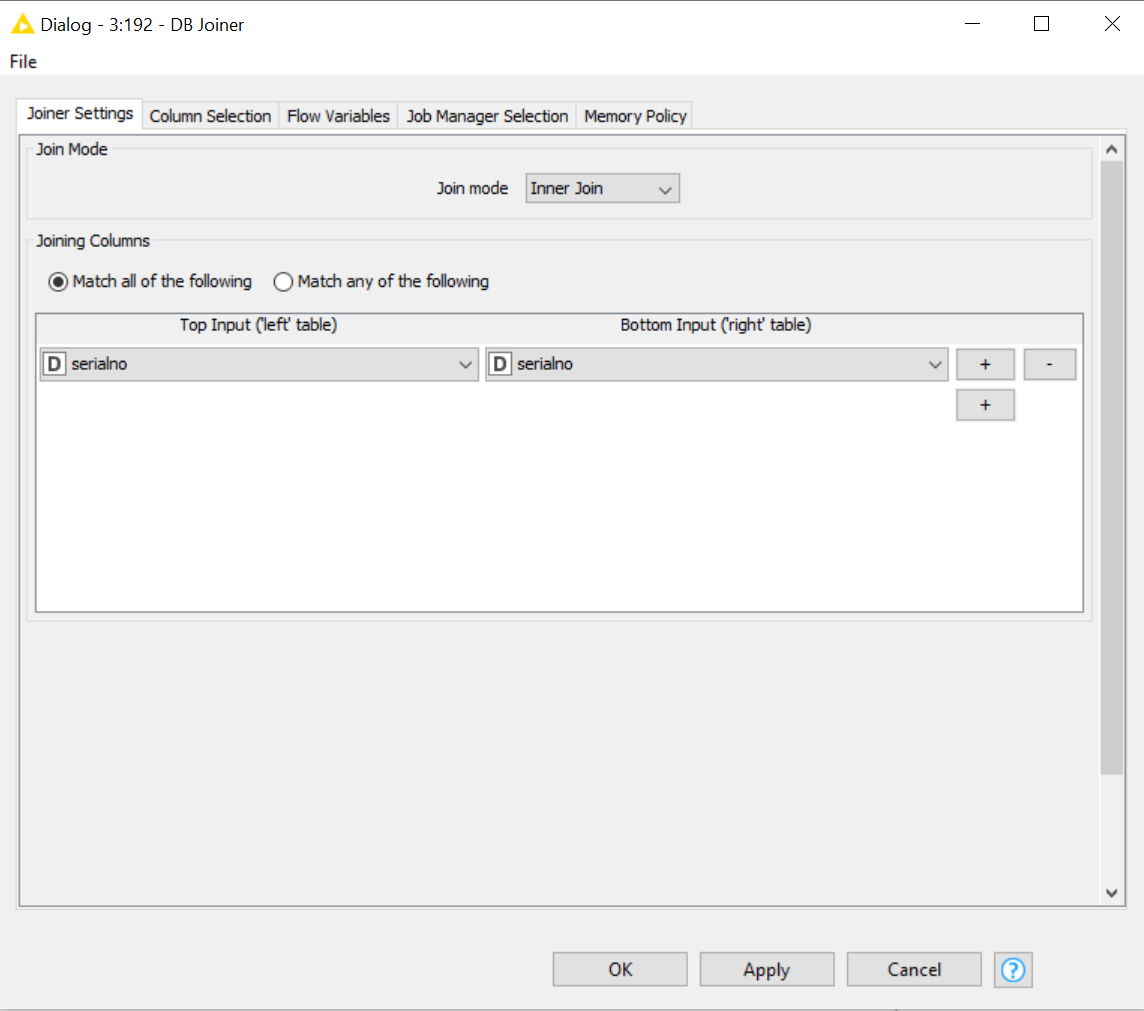 Dialog - 3:192 - DB Joiner
File
Joiner Settings Column Selection Flow Variables Job Manager Selection Memory Policy
Join Mode
Join mode Inner Join
Joining Columns
Match all of the following Match any of the following
Top Input ('left' table) Bottom Input ('right' table)
D serialno D serialno + -
+
OK Apply Cancel ?